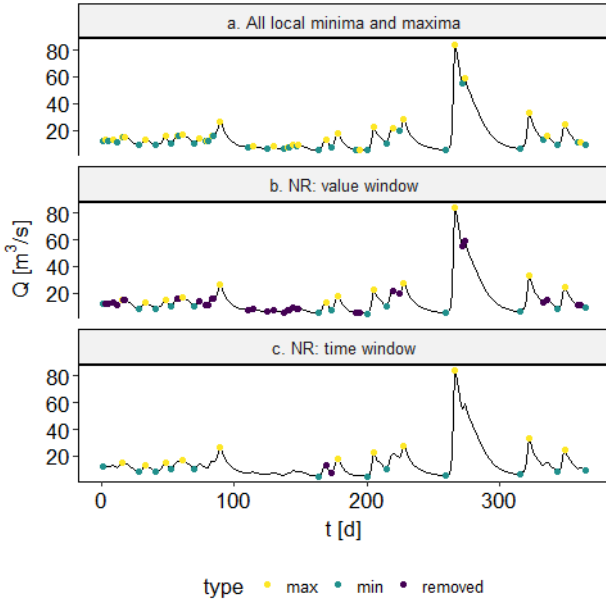 a. All local minima and maxima
80
60
40
20
b. NR: value window
80
60
40
20
Q [m³/s]
c. NR: time window
80
60
40
20
0 100 200 300
t [d]
type max min removed